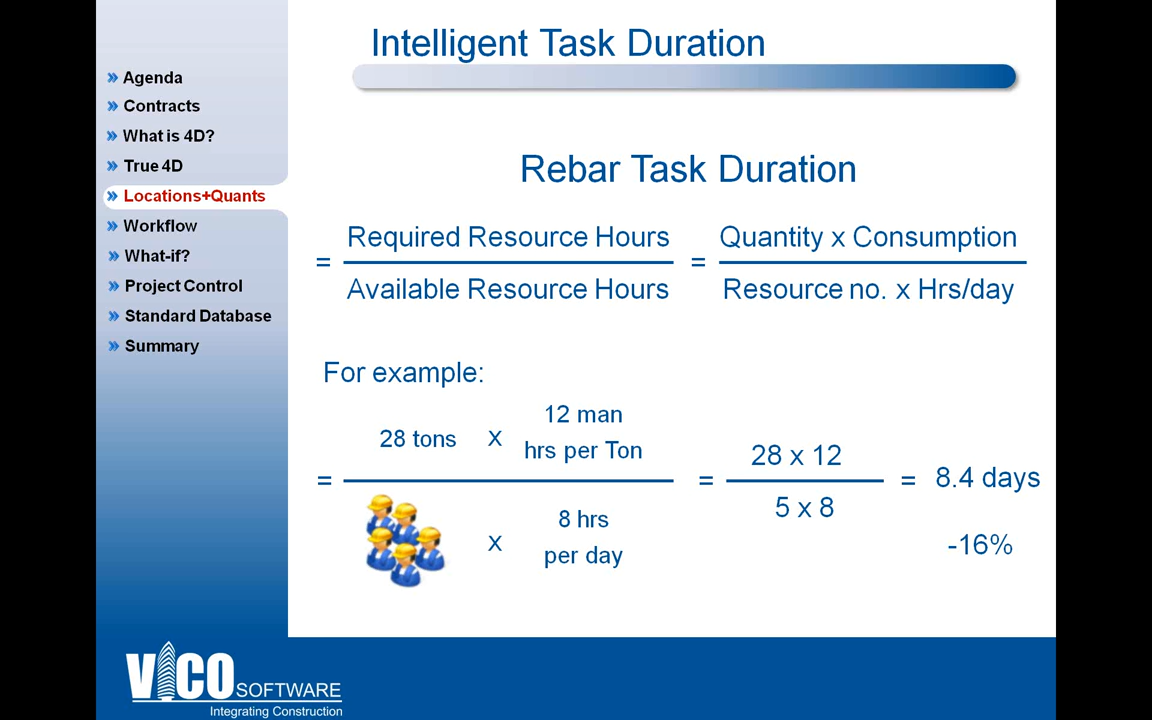 Intelligent Task Duration
Agenda
Contracts
What is 4D?
True 4D
Locations+Quants
Workflow
What-if?
Project Control
Standard Database
Summary
Rebar Task Duration
= Required Resource Hours = Quantity x Consumption
Available Resource Hours Resource no. x Hrs/day
For example:
28 tons x 12 man
hrs per Ton
= = 28 x 12 = 8.4 days
5 x 8
x 8 hrs
per day
-16%
VICO SOFTWARE
Integrating Construction